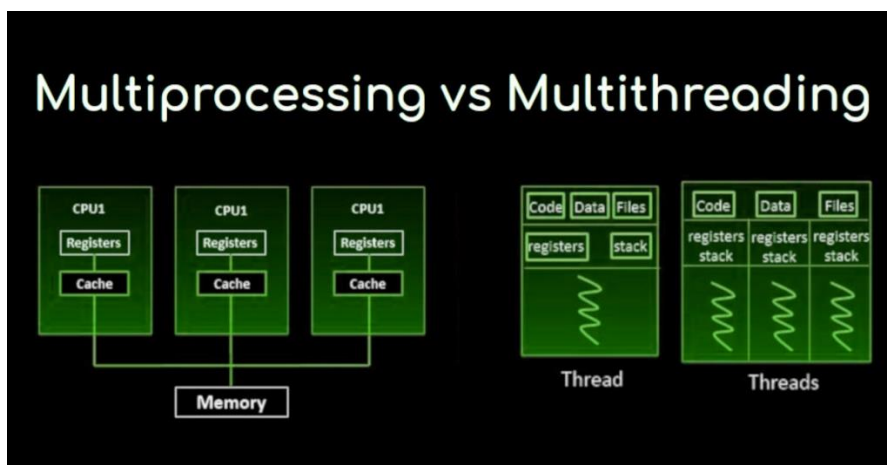 Multiprocessing vs Multithreading
CPU1
Registers
Cache
CPU1
Registers
Cache
CPU1
Registers
Cache
Memory
Code Data Files
registers stack
Thread
Code Data Files
registers registers registers
stack stack stack
Threads